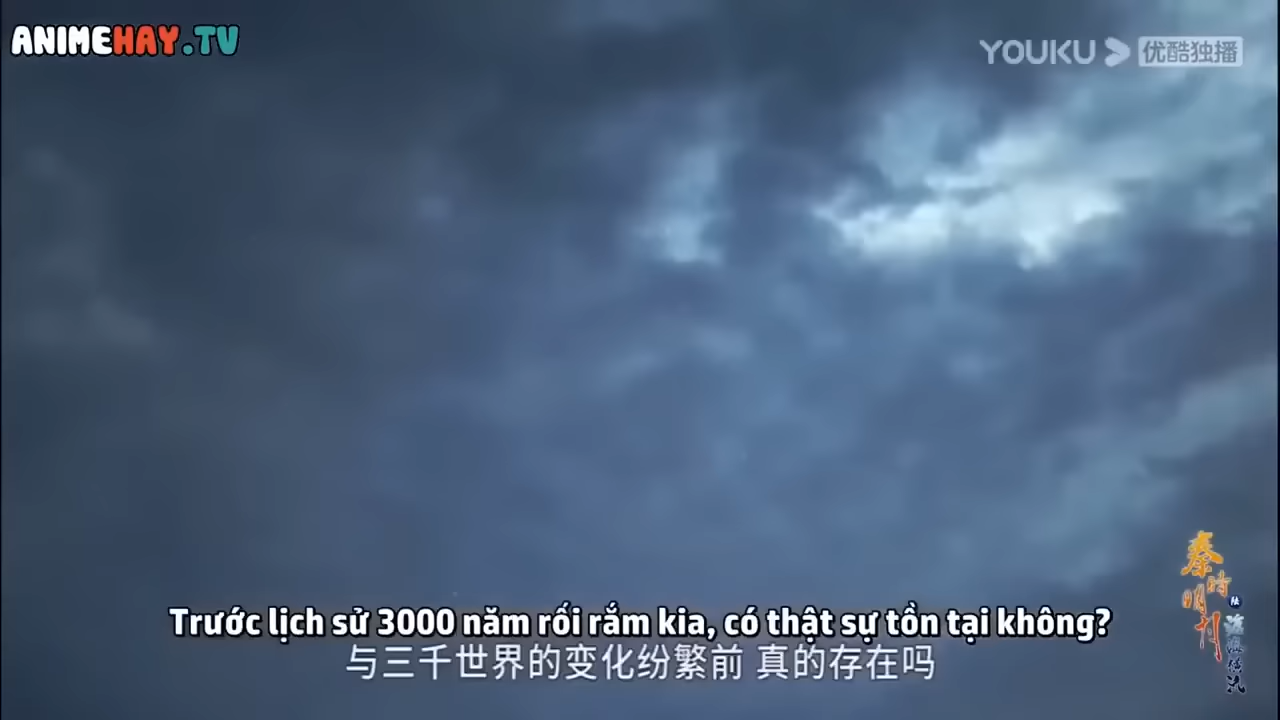 ANIMEHAY.TV
YOUKU 优酷独播
秦时明月
Trước lịch sử 3000 năm rối rắm kia, có thật sự tồn tại không?
与三千世界的变化纷繁前 真的存在吗